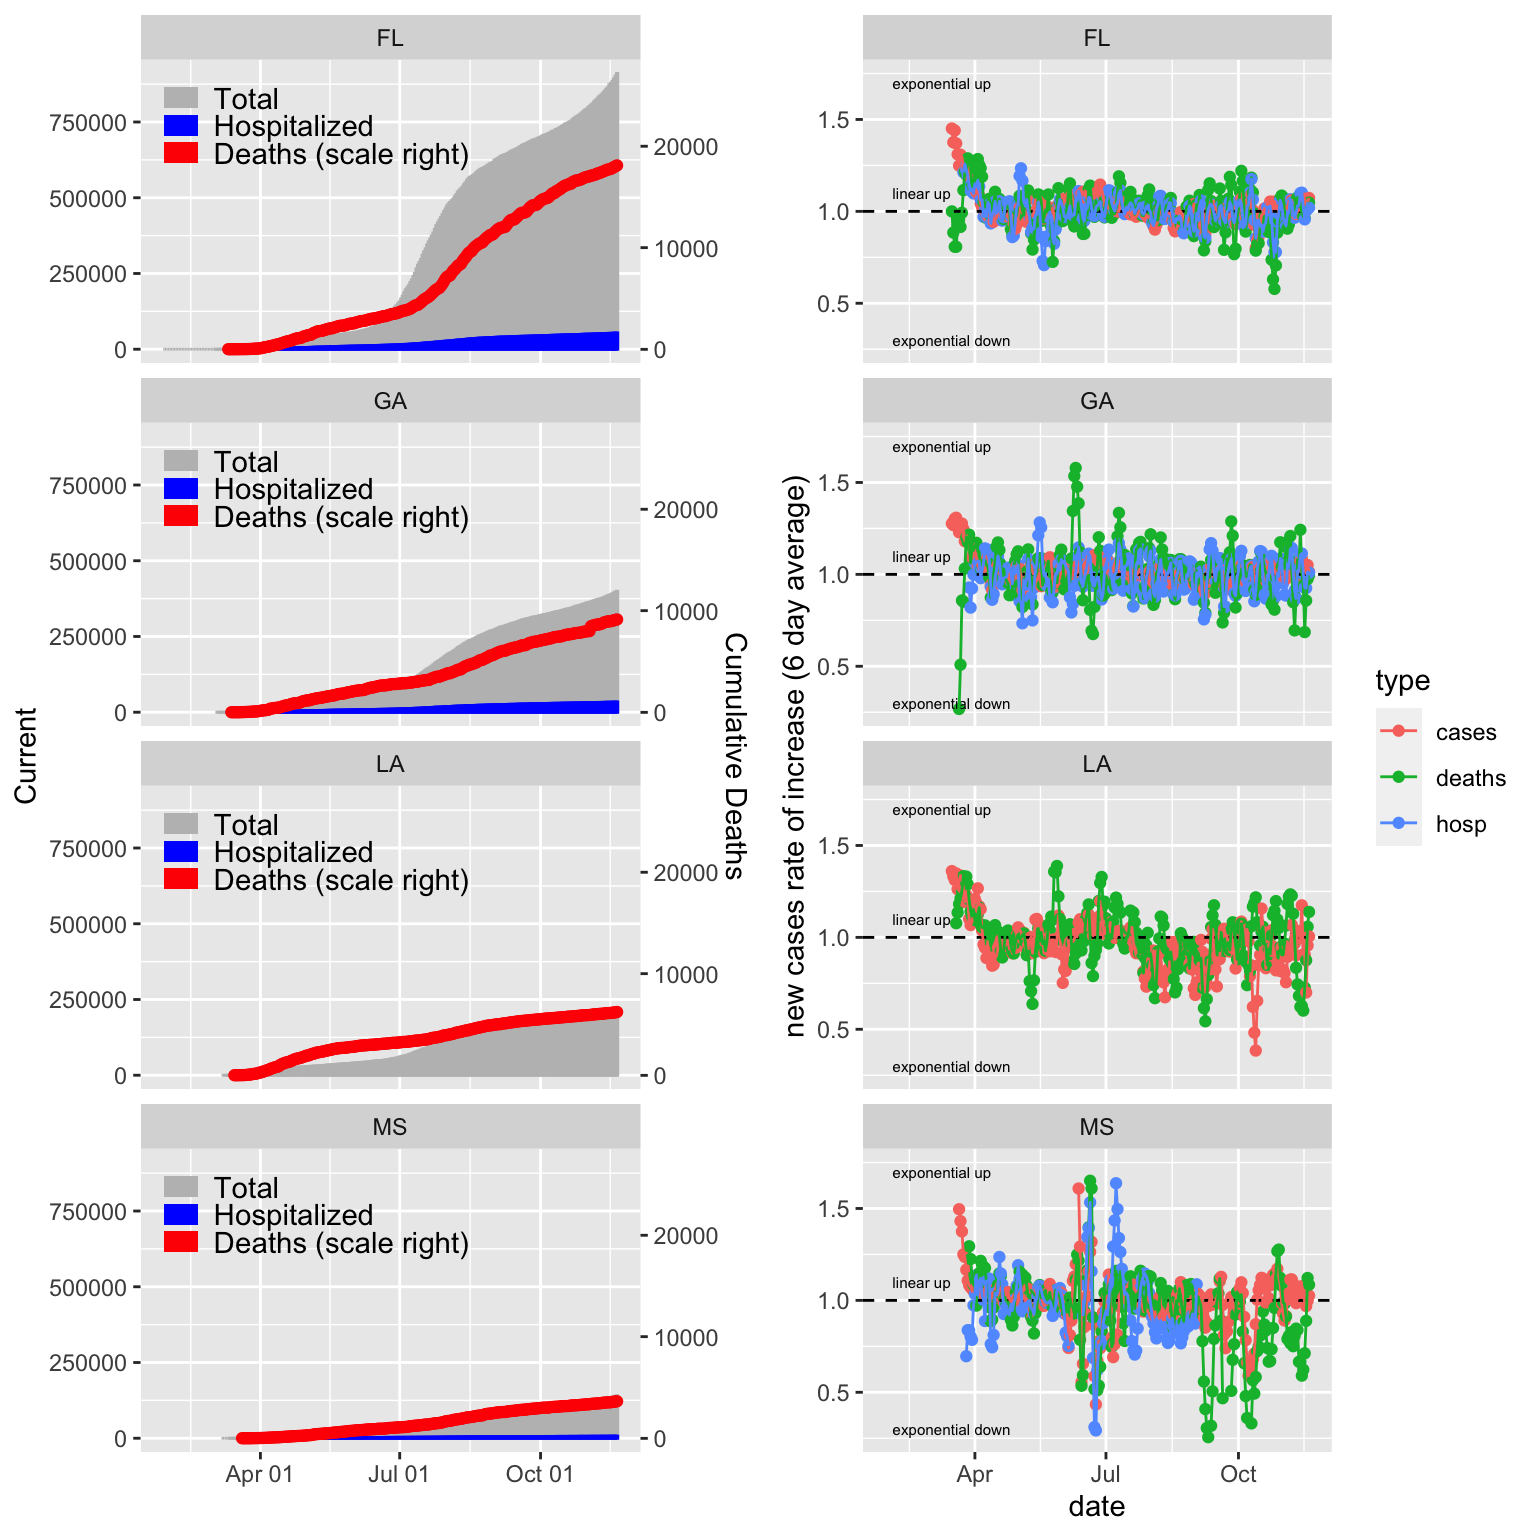 FL
Total
Hospitalized
Deaths (scale right)
750000
500000
250000
0
20000
10000
0
GA
Total
Hospitalized
Deaths (scale right)
750000
500000
250000
0
20000
10000
0
LA
Total
Hospitalized
Deaths (scale right)
750000
500000
250000
0
20000
10000
0
MS
Total
Hospitalized
Deaths (scale right)
750000
500000
250000
0
20000
10000
0
Apr 01
Jul 01
Oct 01
Current
Cumulative Deaths
FL
exponential up
linear up
exponential down
1.5
1.0
0.5
GA
exponential up
linear up
exponential down
1.5
1.0
0.5
LA
exponential up
linear up
exponential down
1.5
1.0
0.5
MS
exponential up
linear up
exponential down
1.5
1.0
0.5
Apr
Jul
Oct
date
new cases rate of increase (6 day average)
type
cases
deaths
hosp